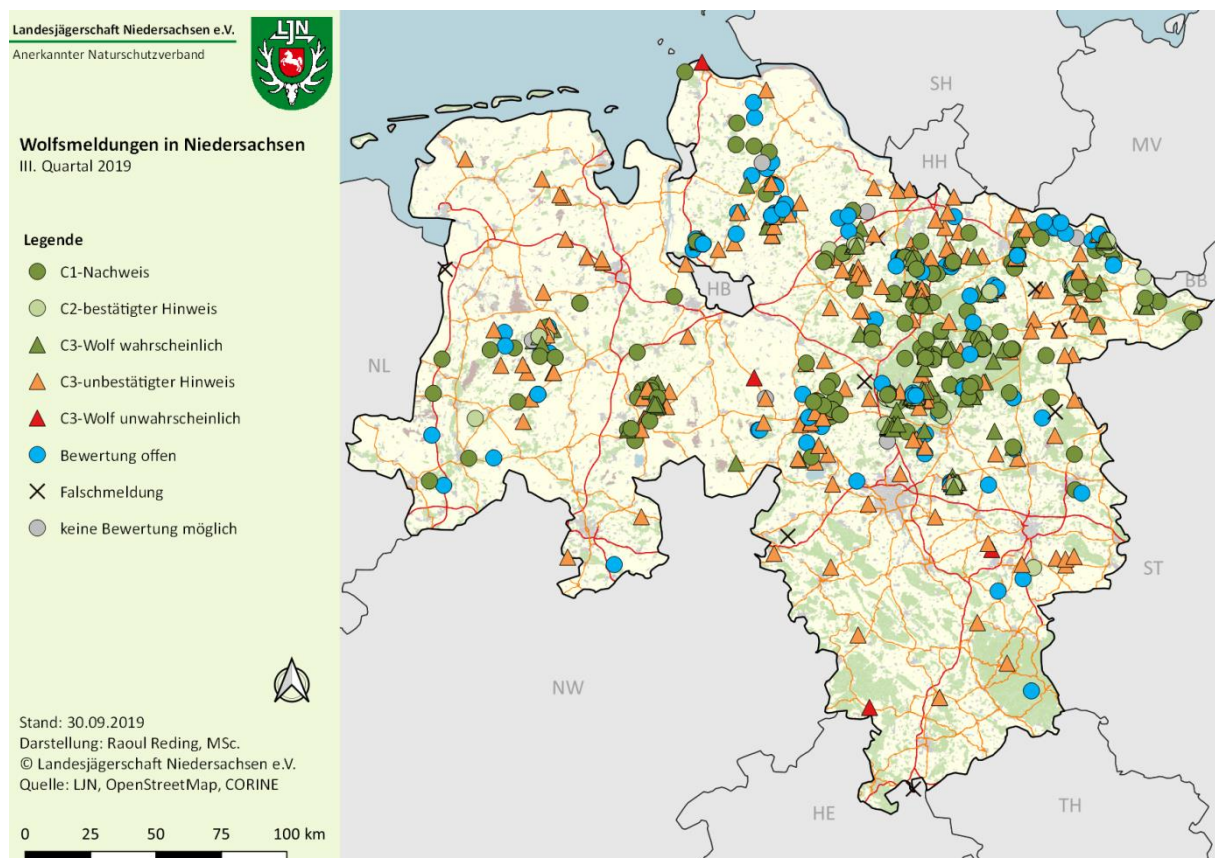 Landesjägerschaft Niedersachsen e.V.
Anerkannter Naturschutzverband
LJN
Wolfsmeldungen in Niedersachsen
III. Quartal 2019
Legende
C1-Nachweis
C2-bestätigter Hinweis
C3-Wolf wahrscheinlich
C3-unbestätigter Hinweis
C3-Wolf unwahrscheinlich
Bewertung offen
Falschmeldung
keine Bewertung möglich
Stand: 30.09.2019
Darstellung: Raoul Reding, MSc.
© Landesjägerschaft Niedersachsen e.V.
Quelle: LJN, OpenStreetMap, CORINE
0 25 50 75 100 km
SH
MV
HH
HB
BB
NL
ST
NW
HE
TH